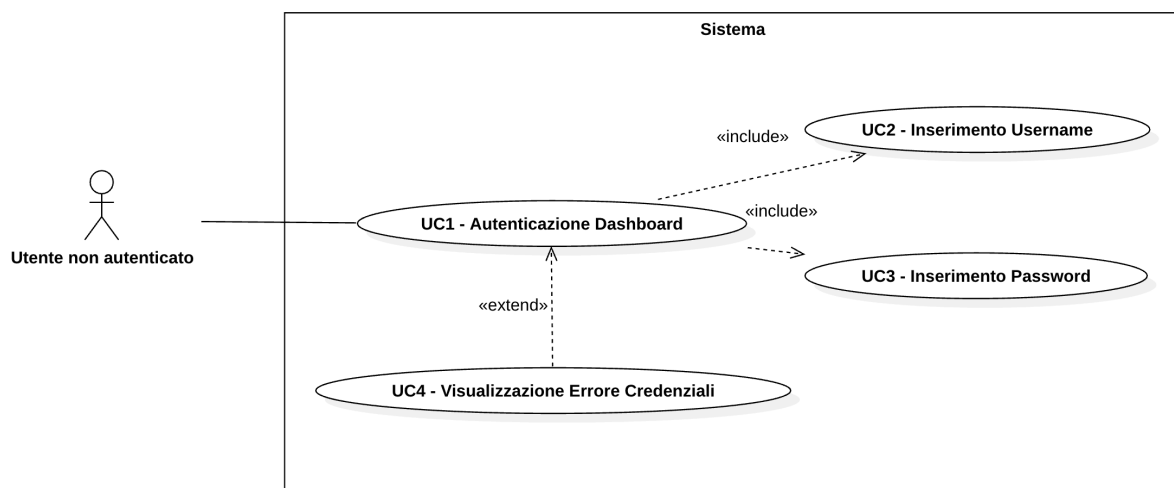 Sistema
UC2 - Inserimento Username
«include»
«include»
UC1 - Autenticazione Dashboard
Utente non autenticato
UC3 - Inserimento Password
«extend»
UC4 - Visualizzazione Errore Credenziali